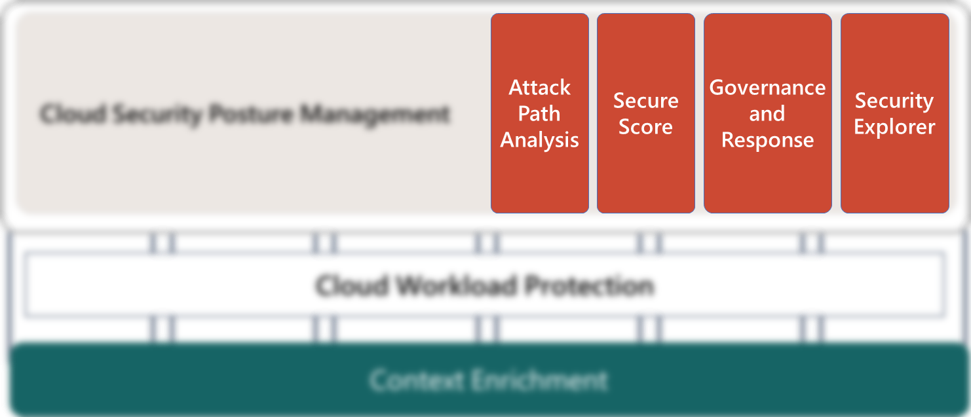 Cloud Security Posture Management
Attack
Path
Analysis
Secure
Score
Governance
and
Response
Security
Explorer
Cloud Workload Protection
Context Enrichment